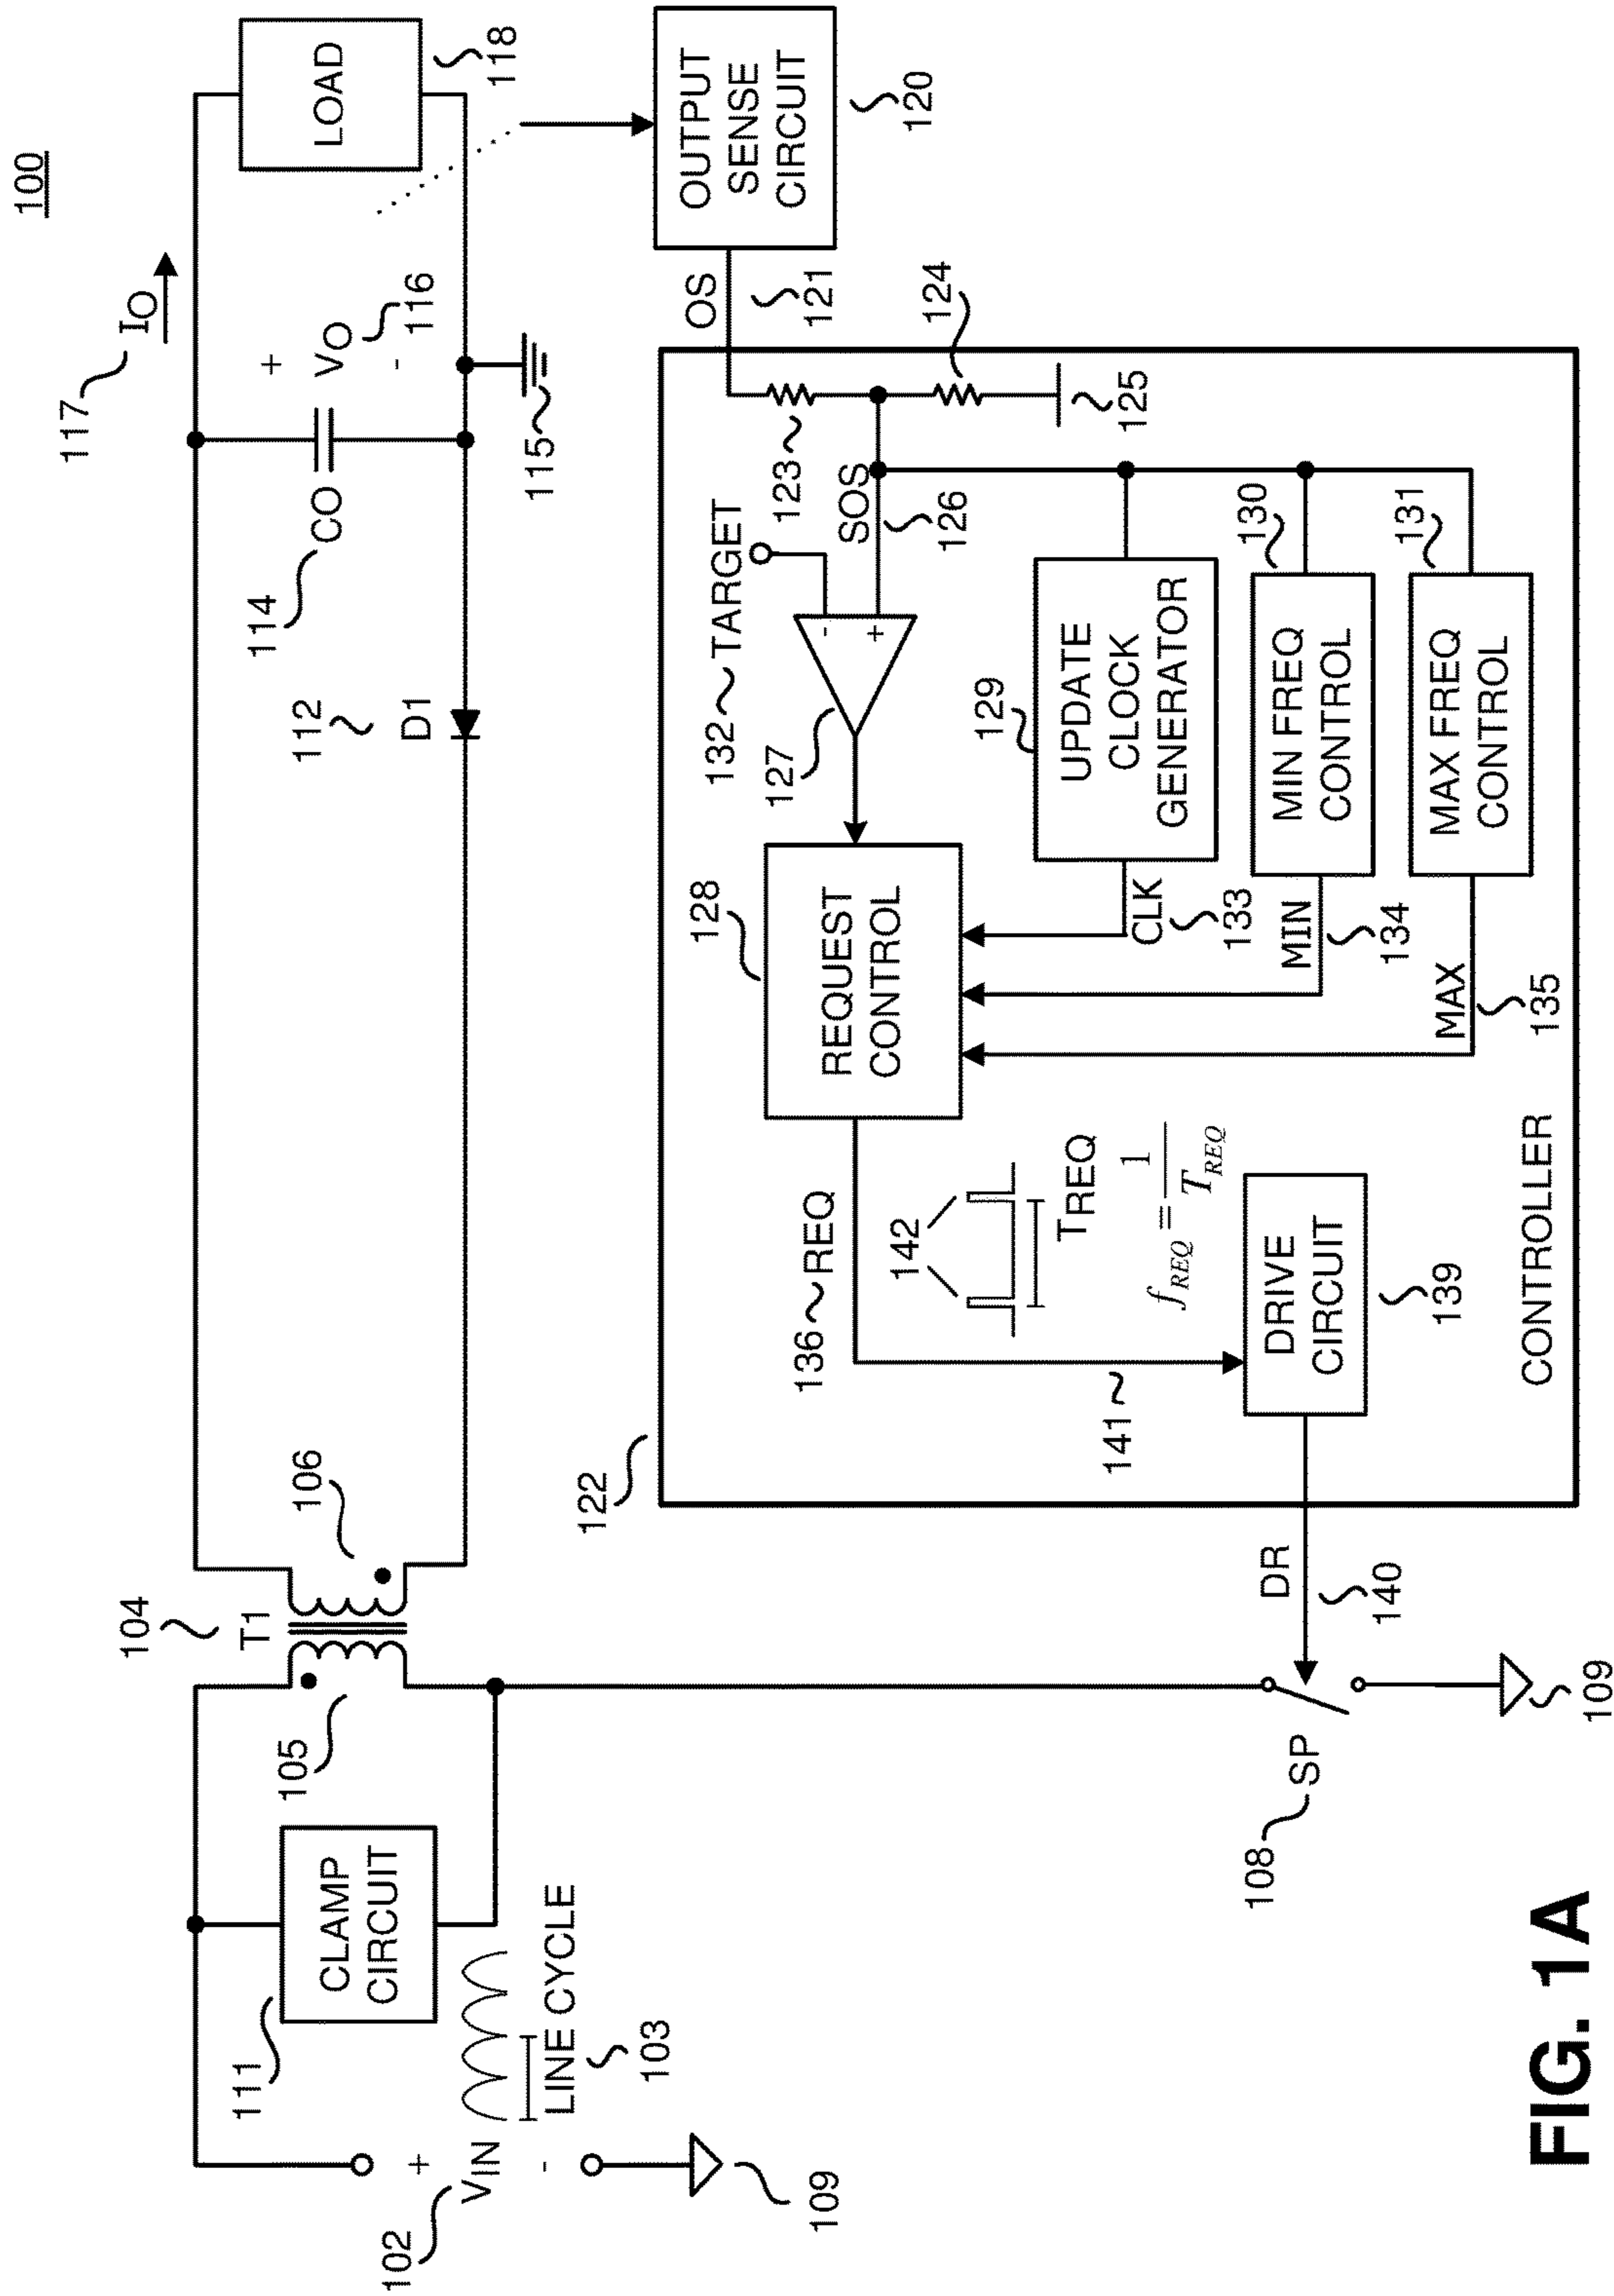 100
117
IO
+
VO
-
116
114
CO
115
LOAD
118
112
D1
104
T1
105
106
111
CLAMP
CIRCUIT
102
+
VIN
-
LINE CYCLE
103
109
OUTPUT
SENSE
CIRCUIT
120
OS
121
123
124
125
SOS
126
132
TARGET
-
+
127
128
REQUEST
CONTROL
129
UPDATE
CLOCK
GENERATOR
130
MIN FREQ
CONTROL
131
MAX FREQ
CONTROL
CLK
133
MIN
134
MAX
135
136
REQ
142
TREQ
fREQ = 1 / TREQ
141
DRIVE
CIRCUIT
139
CONTROLLER
122
DR
140
108
SP
109
FIG. 1A